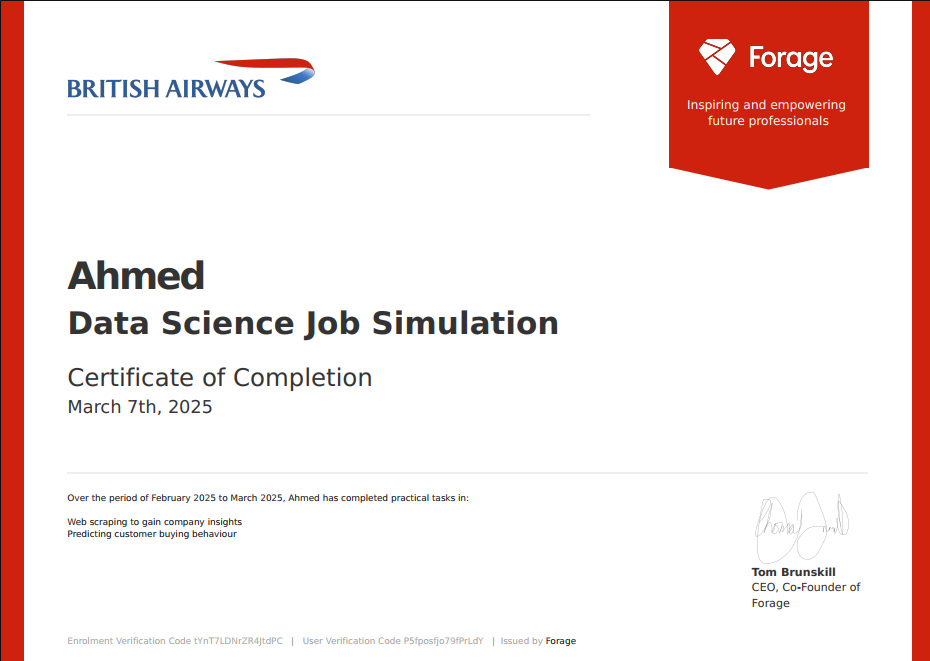 BRITISH AIRWAYS
Forage
Inspiring and empowering
future professionals
Ahmed
Data Science Job Simulation
Certificate of Completion
March 7th, 2025
Over the period of February 2025 to March 2025, Ahmed has completed practical tasks in:
Web scraping to gain company insights
Predicting customer buying behaviour
Tom Brunskill
CEO, Co-Founder of
Forage
Enrolment Verification Code tYnT7LDNrZR4JtdPC | User Verification Code P5fposfjo79fPrLdY | Issued by Forage